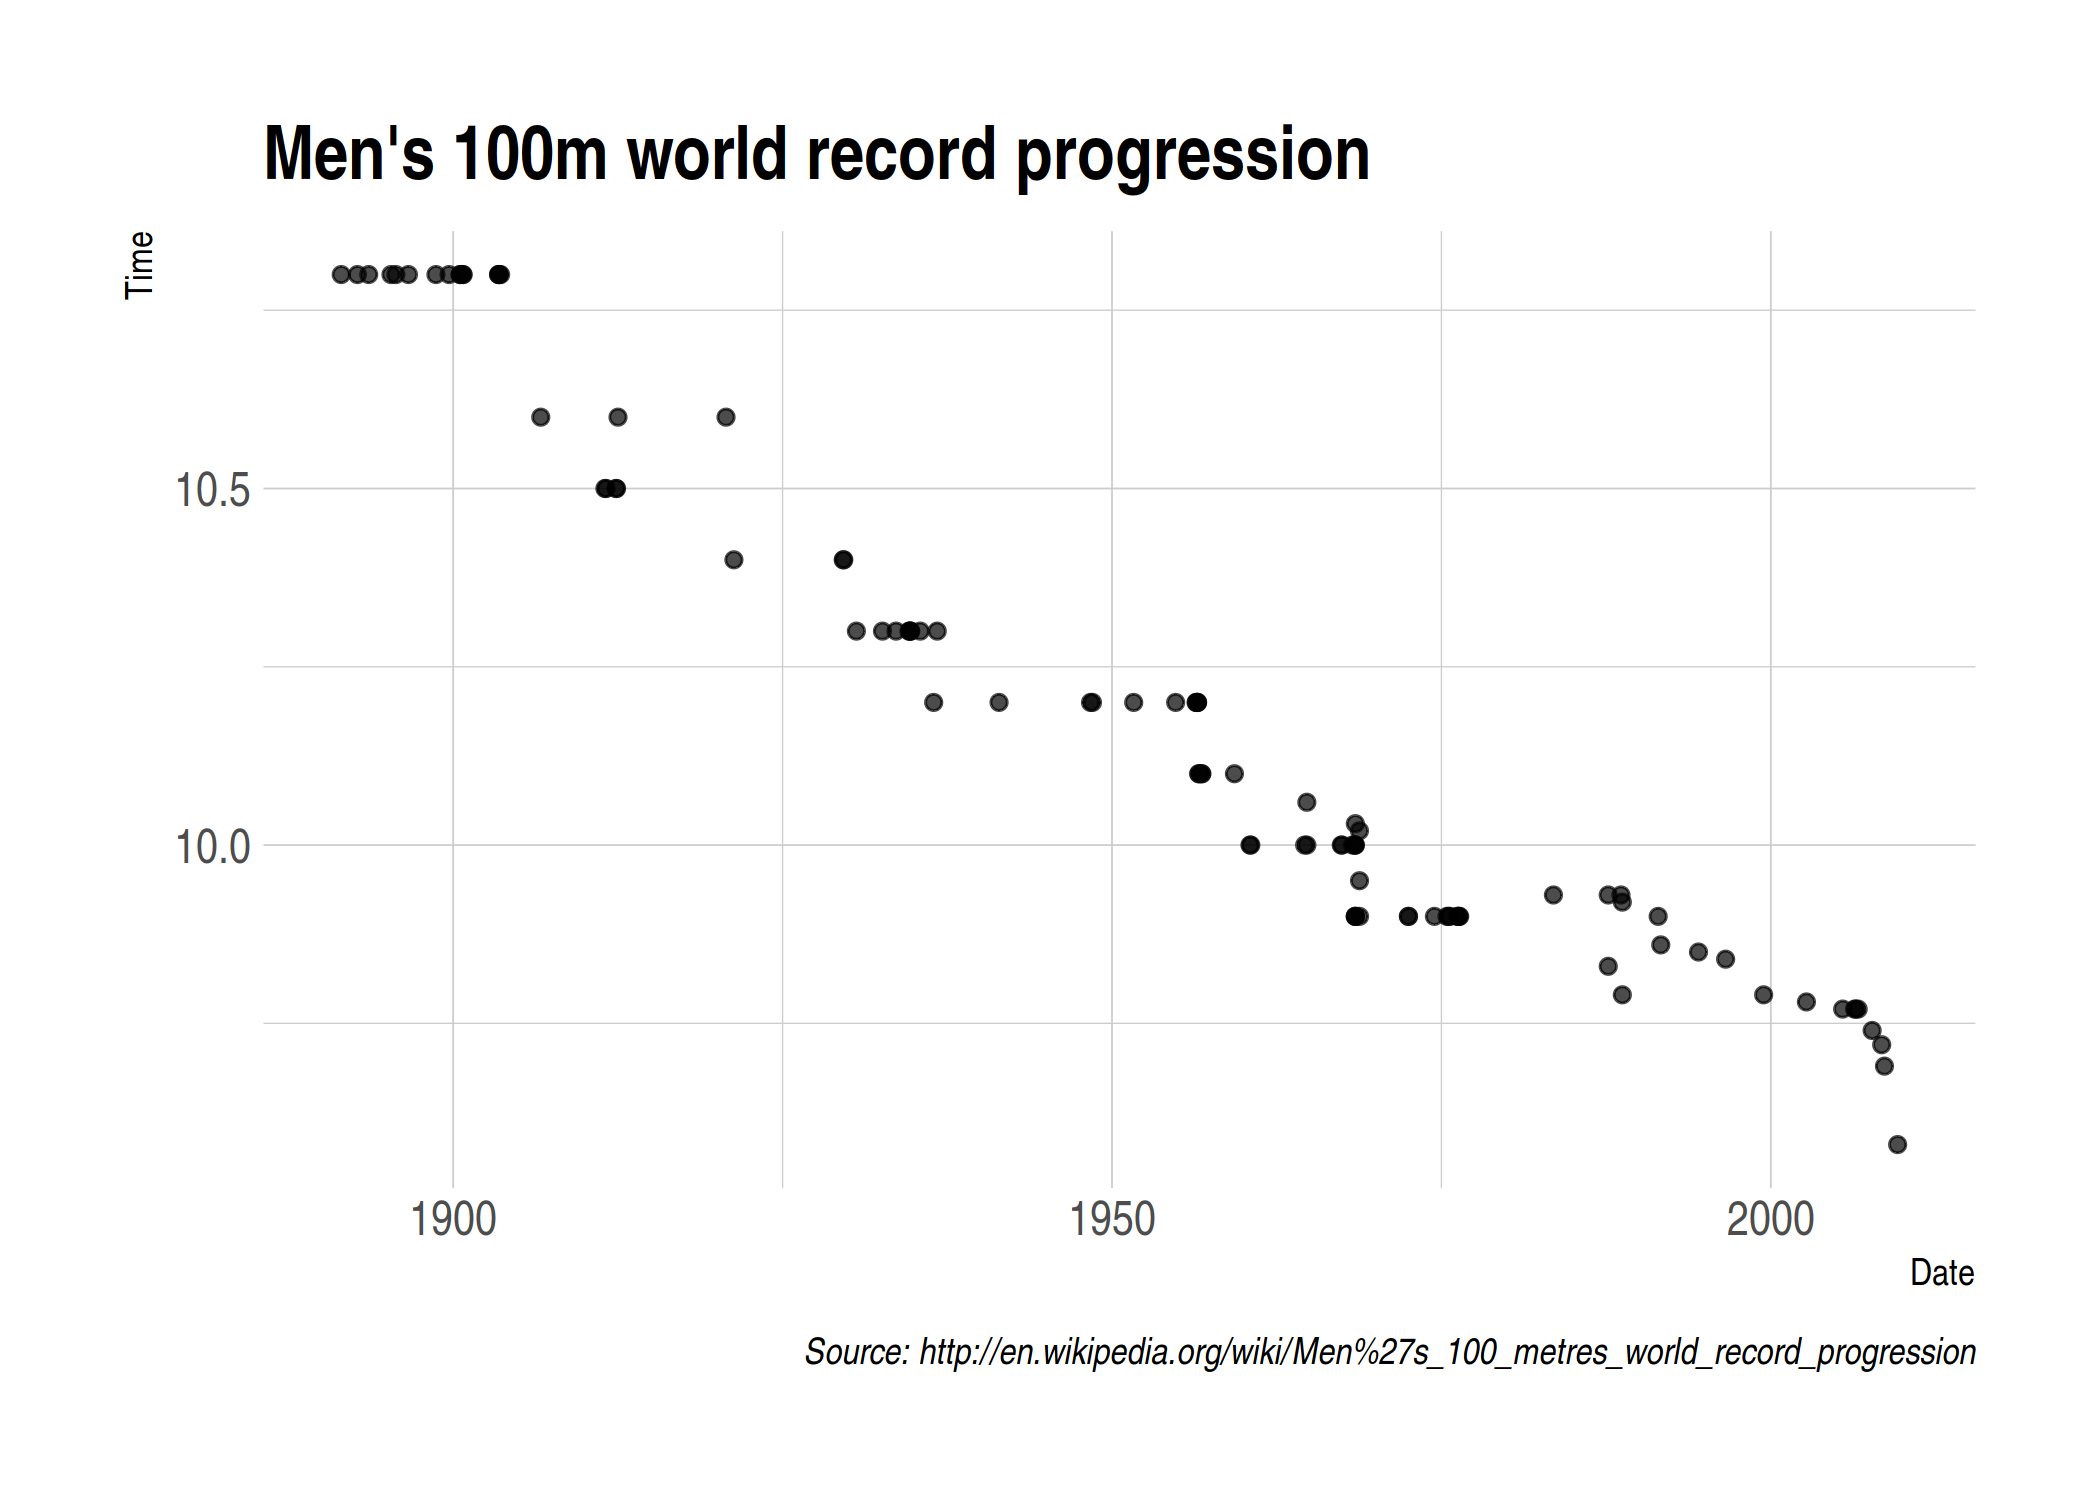 Men's 100m world record progression
Time
10.5
10.0
1900
1950
2000
Date
Source: http://en.wikipedia.org/wiki/Men%27s_100_metres_world_record_progression